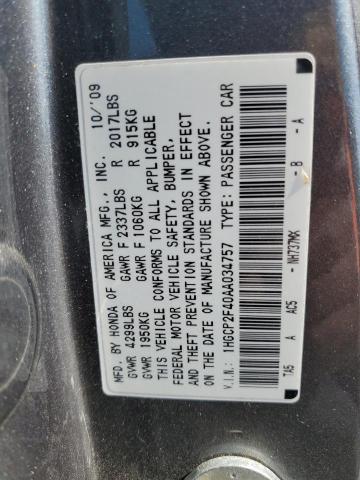 MFD. BY HONDA OF AMERICA MFG., INC. 10/'09
GVWR 4299LBS GAWR F 2337LBS R 2017LBS
GVWR 1950KG GAWR F 1060KG R 915KG
THIS VEHICLE CONFORMS TO ALL APPLICABLE
FEDERAL MOTOR VEHICLE SAFETY, BUMPER,
AND THEFT PREVENTION STANDARDS IN EFFECT
ON THE DATE OF MANUFACTURE SHOWN ABOVE.
V.I.N.: 1HGCP2F40AA034757 TYPE: PASSENGER CAR
TA5 A AC5 - NH737MX - B - A